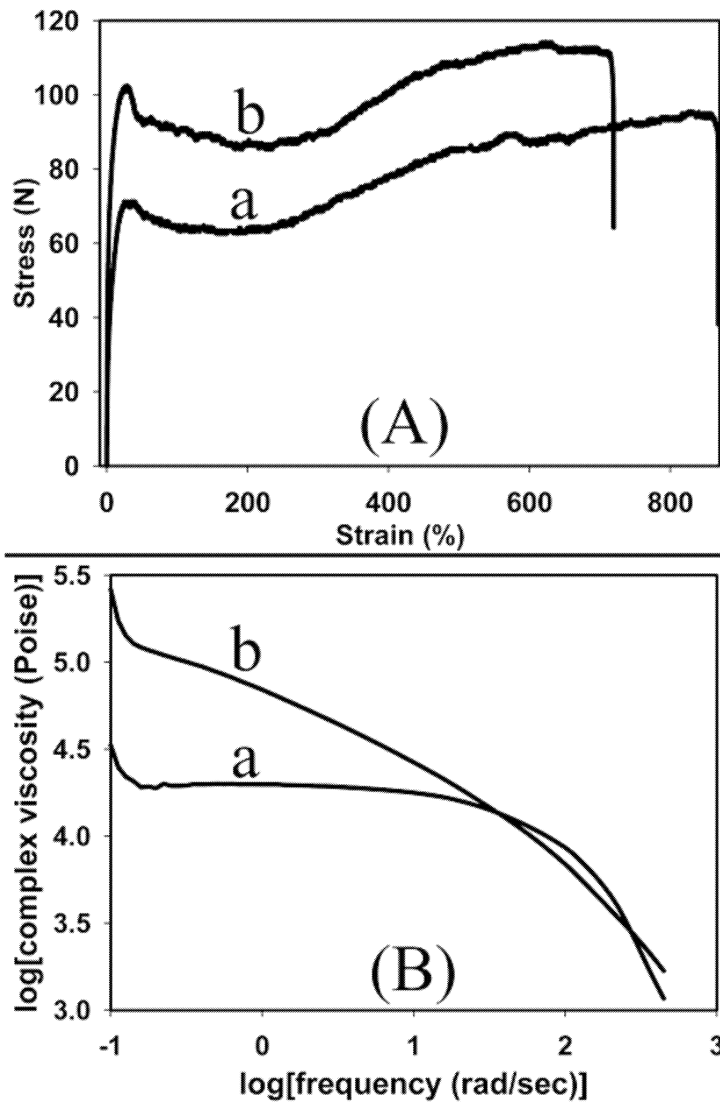 120
100
80
60
40
20
0
Stress (N)
b
a
(A)
0 200 400 600 800
Strain (%)
5.5
5.0
4.5
4.0
3.5
3.0
log[complex viscosity (Poise)]
b
a
(B)
-1 0 1 2 3
log[frequency (rad/sec)]